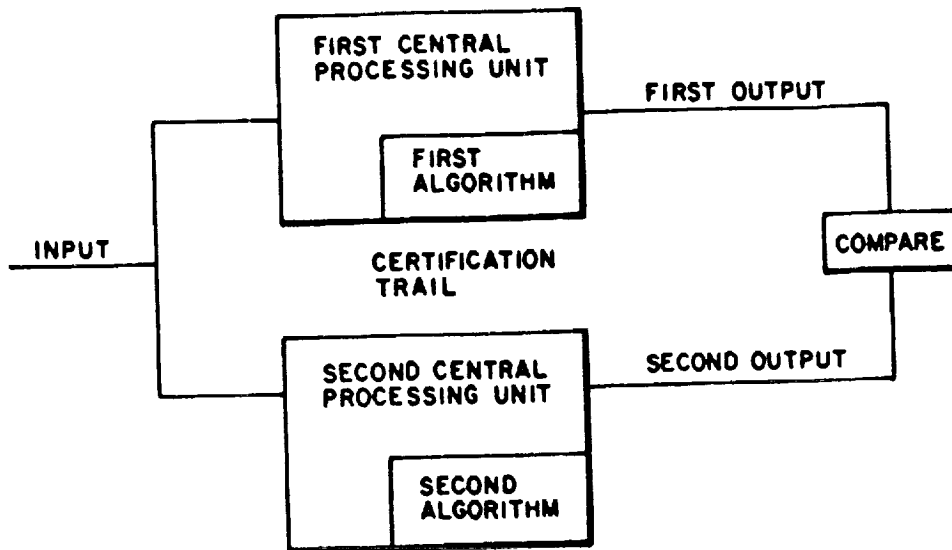 FIRST CENTRAL
PROCESSING UNIT
FIRST OUTPUT
FIRST
ALGORITHM
INPUT
CERTIFICATION
TRAIL
COMPARE
SECOND CENTRAL
PROCESSING UNIT
SECOND OUTPUT
SECOND
ALGORITHM